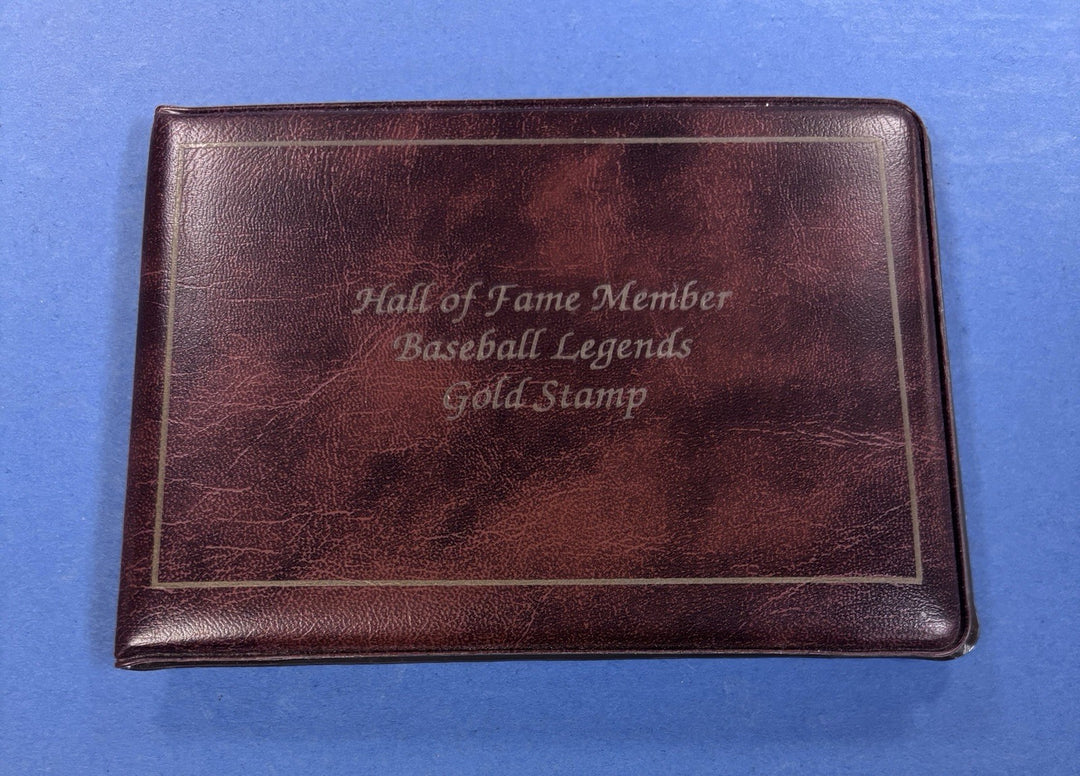 Hall of Fame Member
Baseball Legends
Gold Stamp